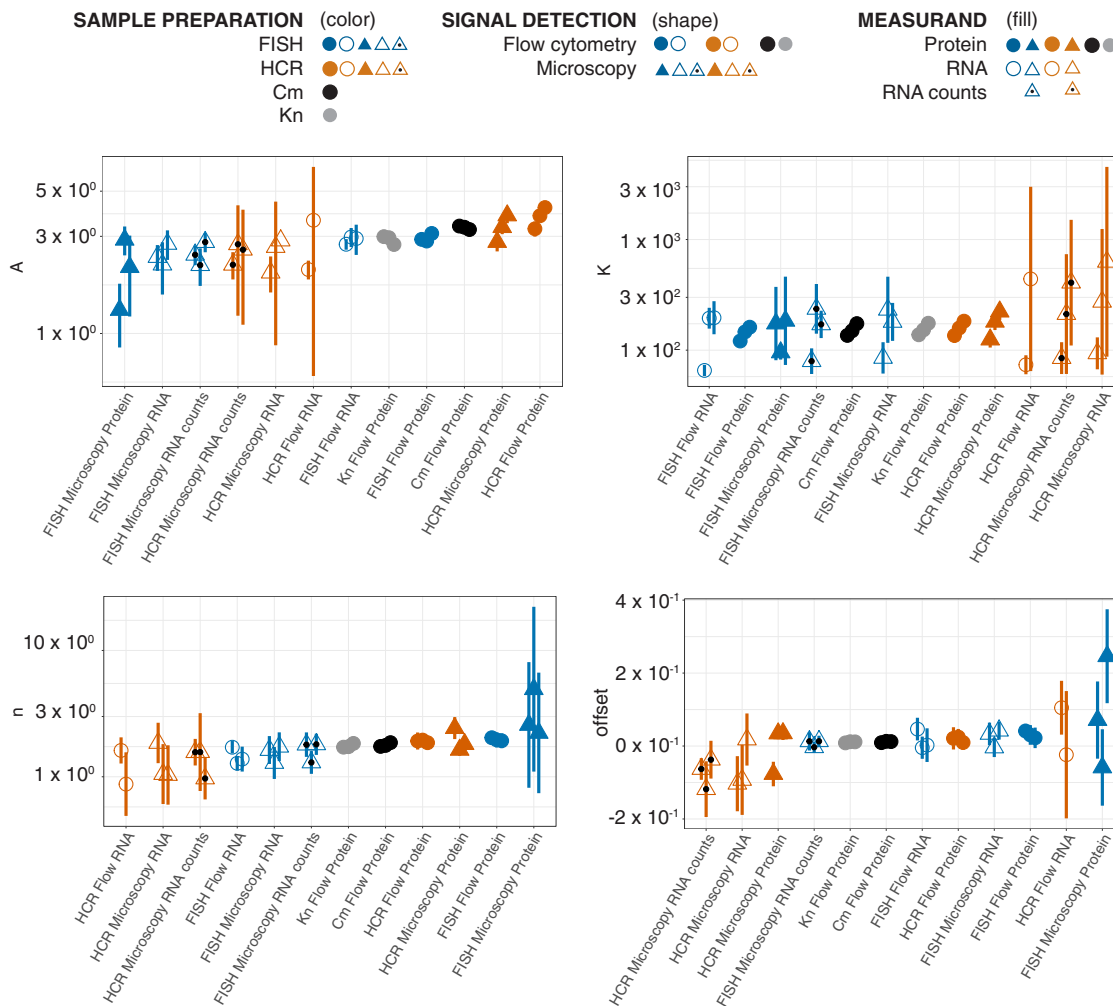 SAMPLE PREPARATION (color)
FISH
HCR
Cm
Kn
SIGNAL DETECTION (shape)
Flow cytometry
Microscopy
MEASURAND (fill)
Protein
RNA
RNA counts
A
5 x 10⁰
3 x 10⁰
1 x 10⁰
FISH Microscopy Protein
FISH Microscopy RNA
FISH Microscopy RNA counts
HCR Microscopy RNA counts
HCR Microscopy RNA
HCR Flow RNA
FISH Flow RNA
Kn Flow Protein
FISH Flow Protein
Cm Flow Protein
HCR Microscopy Protein
HCR Flow Protein
K
3 x 10³
1 x 10³
3 x 10²
1 x 10²
FISH Flow RNA
FISH Flow Protein
FISH Microscopy Protein
FISH Microscopy RNA counts
Cm Flow Protein
FISH Microscopy RNA
Kn Flow Protein
HCR Flow Protein
HCR Microscopy Protein
HCR Flow RNA
HCR Microscopy RNA counts
HCR Microscopy RNA
n
10 x 10⁰
3 x 10⁰
1 x 10⁰
HCR Flow RNA
HCR Microscopy RNA
HCR Microscopy RNA counts
FISH Flow RNA
FISH Microscopy RNA
FISH Microscopy RNA counts
Kn Flow Protein
Cm Flow Protein
HCR Flow Protein
HCR Microscopy Protein
FISH Flow Protein
FISH Microscopy Protein
offset
4 x 10⁻¹
2 x 10⁻¹
0 x 10⁻¹
-2 x 10⁻¹
HCR Microscopy RNA counts
HCR Microscopy RNA
HCR Microscopy Protein
FISH Microscopy RNA counts
Kn Flow Protein
Cm Flow Protein
FISH Flow RNA
HCR Flow Protein
FISH Microscopy RNA
FISH Flow Protein
HCR Flow RNA
FISH Microscopy Protein